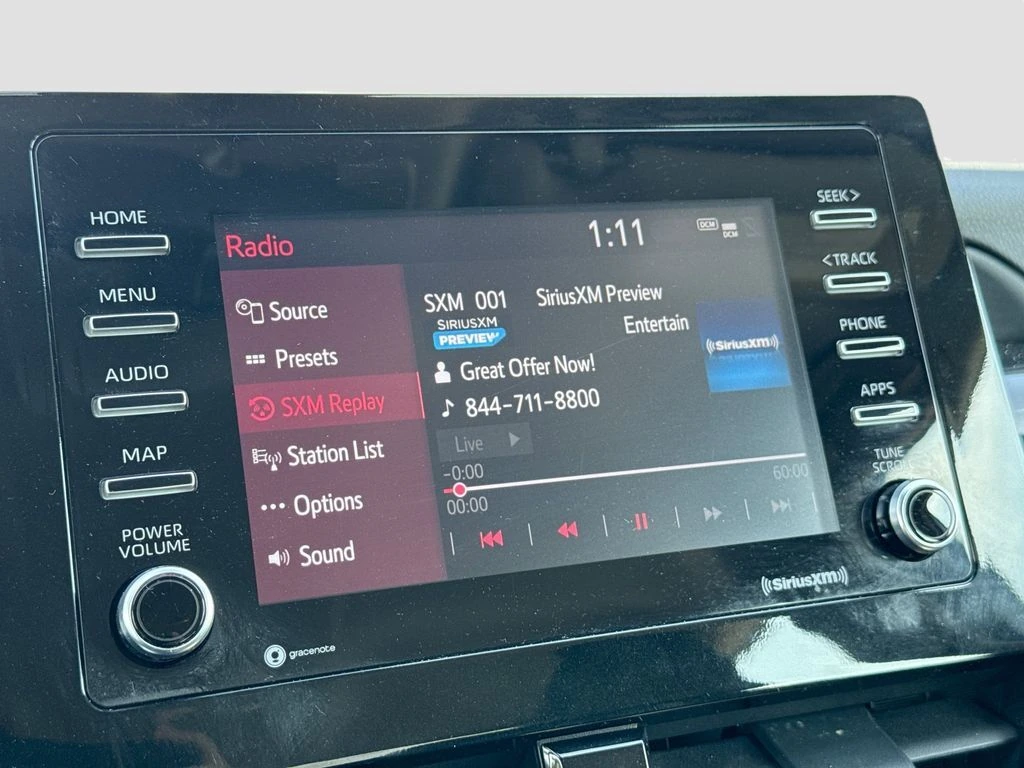 HOME
MENU
AUDIO
MAP
POWER
VOLUME
Radio
1:11
DCM
DCM
Source
Presets
SXM Replay
Station List
Options
Sound
SXM 001 SiriusXM Preview
SIRIUSXM
PREVIEW
Entertain
((SiriusXM))
Great Offer Now!
844-711-8800
Live
-0:00
60:00
00:00
SEEK>
<TRACK
PHONE
APPS
TUNE
SCROLL
gracenote
((SiriusXM))